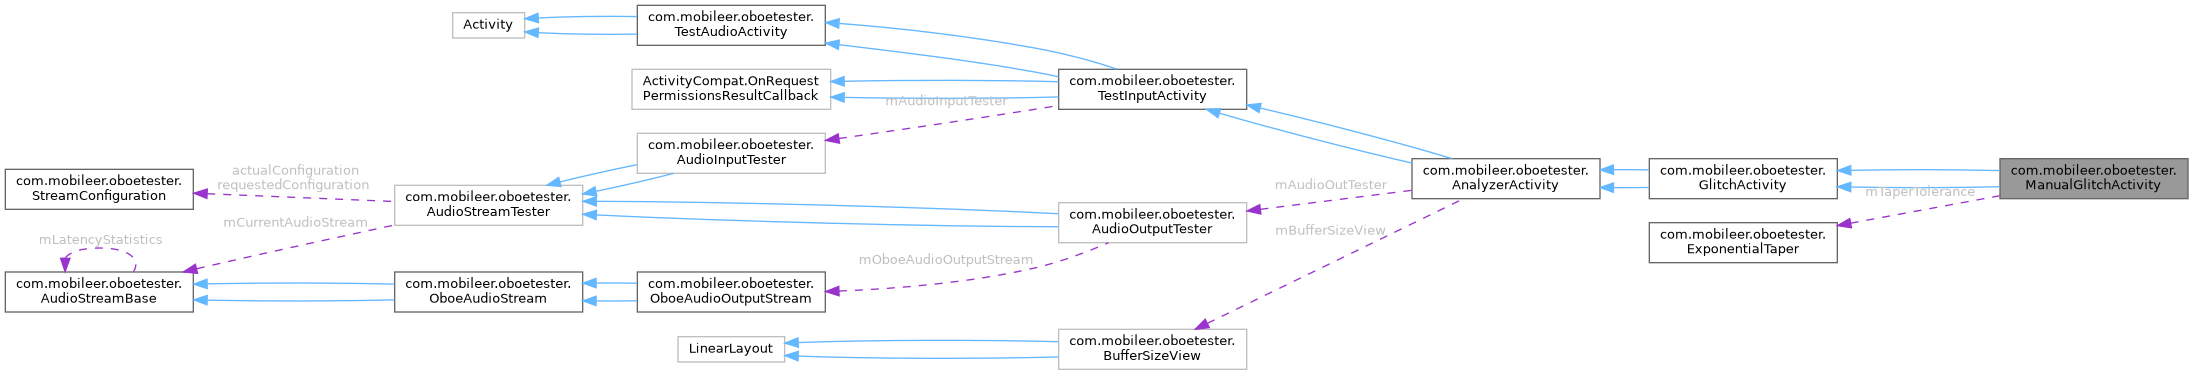 Activity
com.mobileer.oboetester.
TestAudioActivity
ActivityCompat.OnRequest
PermissionsResultCallback
com.mobileer.oboetester.
TestInputActivity
mAudioInputTester
com.mobileer.oboetester.
AudioInputTester
com.mobileer.oboetester.
StreamConfiguration
actualConfiguration
requestedConfiguration
com.mobileer.oboetester.
AudioStreamTester
mCurrentAudioStream
mLatencyStatistics
com.mobileer.oboetester.
AudioStreamBase
com.mobileer.oboetester.
OboeAudioStream
com.mobileer.oboetester.
OboeAudioOutputStream
mOboeAudioOutputStream
com.mobileer.oboetester.
AudioOutputTester
mAudioOutTester
mBufferSizeView
com.mobileer.oboetester.
AnalyzerActivity
com.mobileer.oboetester.
GlitchActivity
com.mobileer.oboetester.
ManualGlitchActivity
mTaperTolerance
com.mobileer.oboetester.
ExponentialTaper
LinearLayout
com.mobileer.oboetester.
BufferSizeView